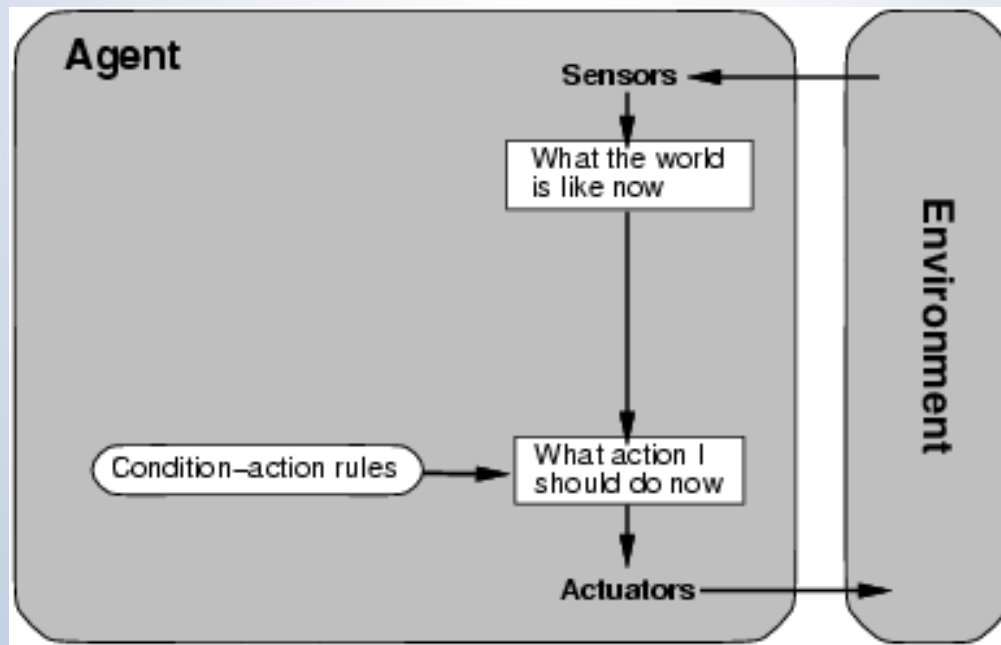 Agent
Sensors
What the world
is like now
Environment
Condition–action rules
What action I
should do now
Actuators